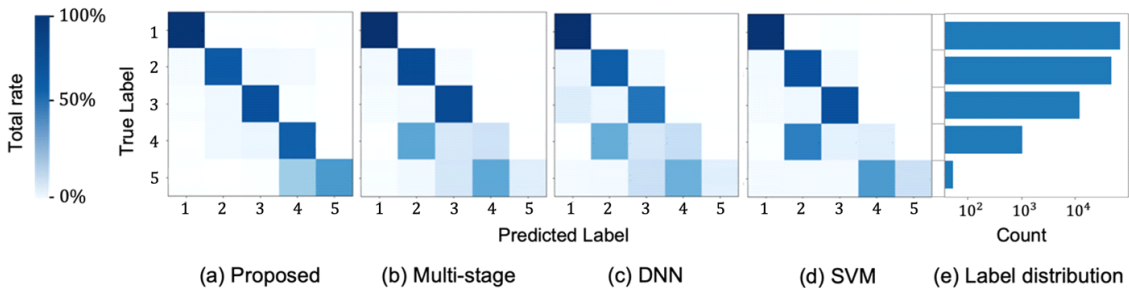 100%
50%
0%
Total rate
True Label
1
2
3
4
5
1 2 3 4 5
1 2 3 4 5
1 2 3 4 5
1 2 3 4 5
10² 10³ 10⁴
Predicted Label
Count
(a) Proposed
(b) Multi-stage
(c) DNN
(d) SVM
(e) Label distribution